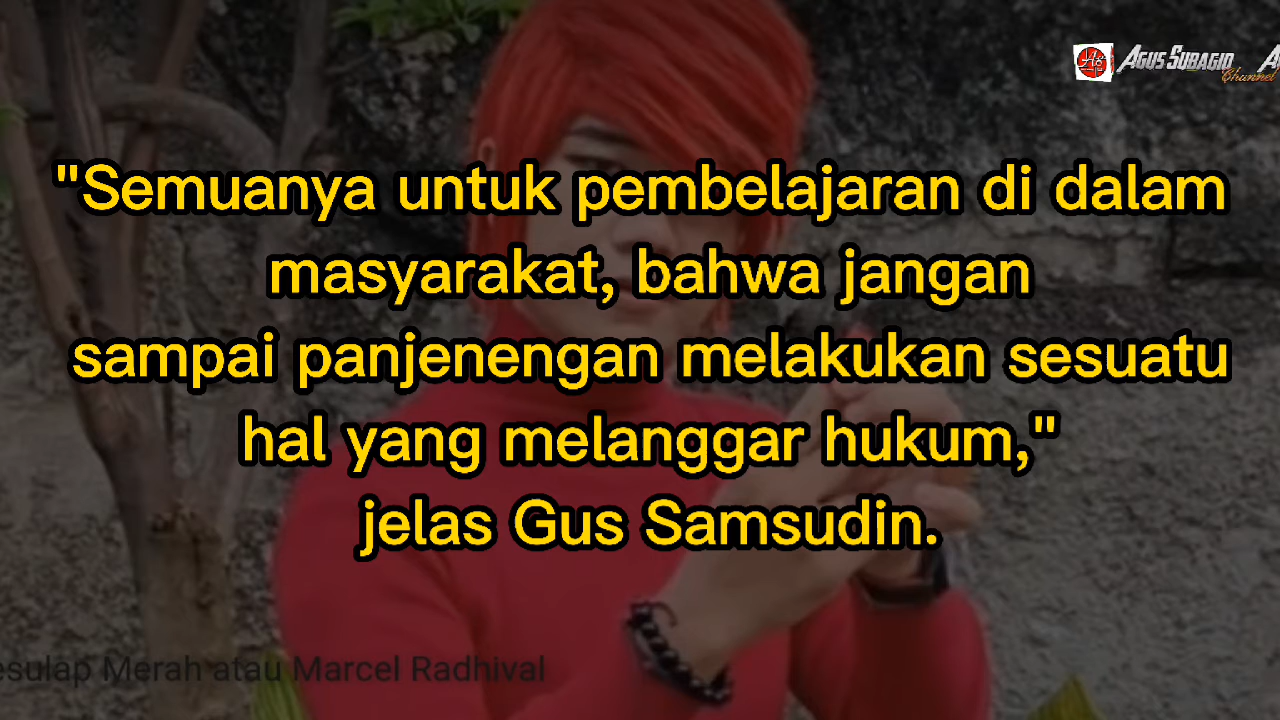 AGUS SUBAGIO
Channel
"Semuanya untuk pembelajaran di dalam
masyarakat, bahwa jangan
sampai panjenengan melakukan sesuatu
hal yang melanggar hukum,"
jelas Gus Samsudin.
esulap Merah atau Marcel Radhival